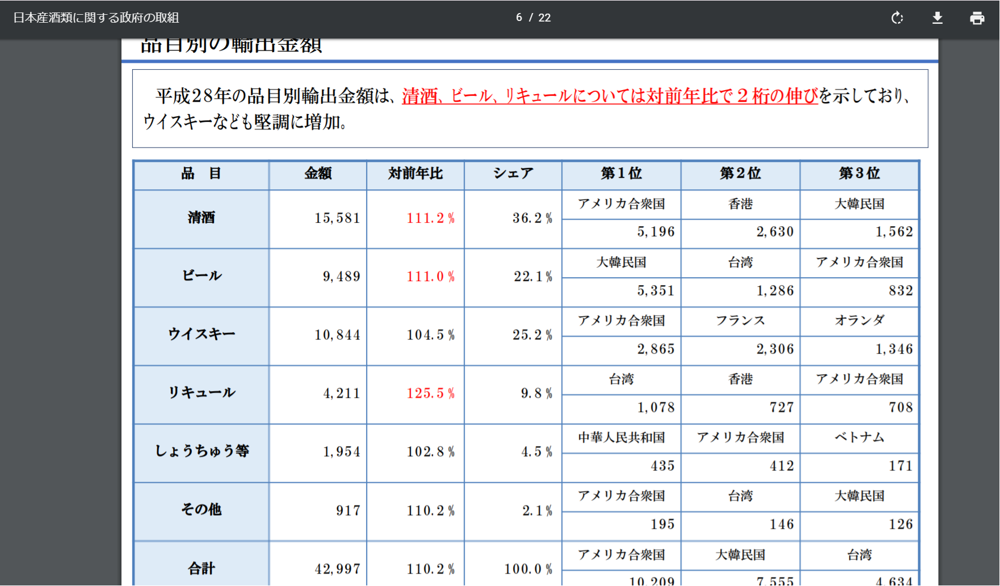 日本産酒類に関する政府の取組
6 / 22
品目別の輸出金額
平成28年の品目別輸出金額は、清酒、ビール、リキュールについては対前年比で２桁の伸びを示しており、
ウイスキーなども堅調に増加。
品　目 金額 対前年比 シェア 第１位 第２位 第３位
アメリカ合衆国 香港 大韓民国
清酒 15,581 111.2％ 36.2％
5,196 2,630 1,562
大韓民国 台湾 アメリカ合衆国
ビール 9,489 111.0％ 22.1％
5,351 1,286 832
アメリカ合衆国 フランス オランダ
ウイスキー 10,844 104.5％ 25.2％
2,865 2,306 1,346
台湾 香港 アメリカ合衆国
リキュール 4,211 125.5％ 9.8％
1,078 727 708
中華人民共和国 アメリカ合衆国 ベトナム
しょうちゅう等 1,954 102.8％ 4.5％
435 412 171
アメリカ合衆国 台湾 大韓民国
その他 917 110.2％ 2.1％
195 146 126
アメリカ合衆国 大韓民国 台湾
合計 42,997 110.2％ 100.0％
10,209 7,555 4,634